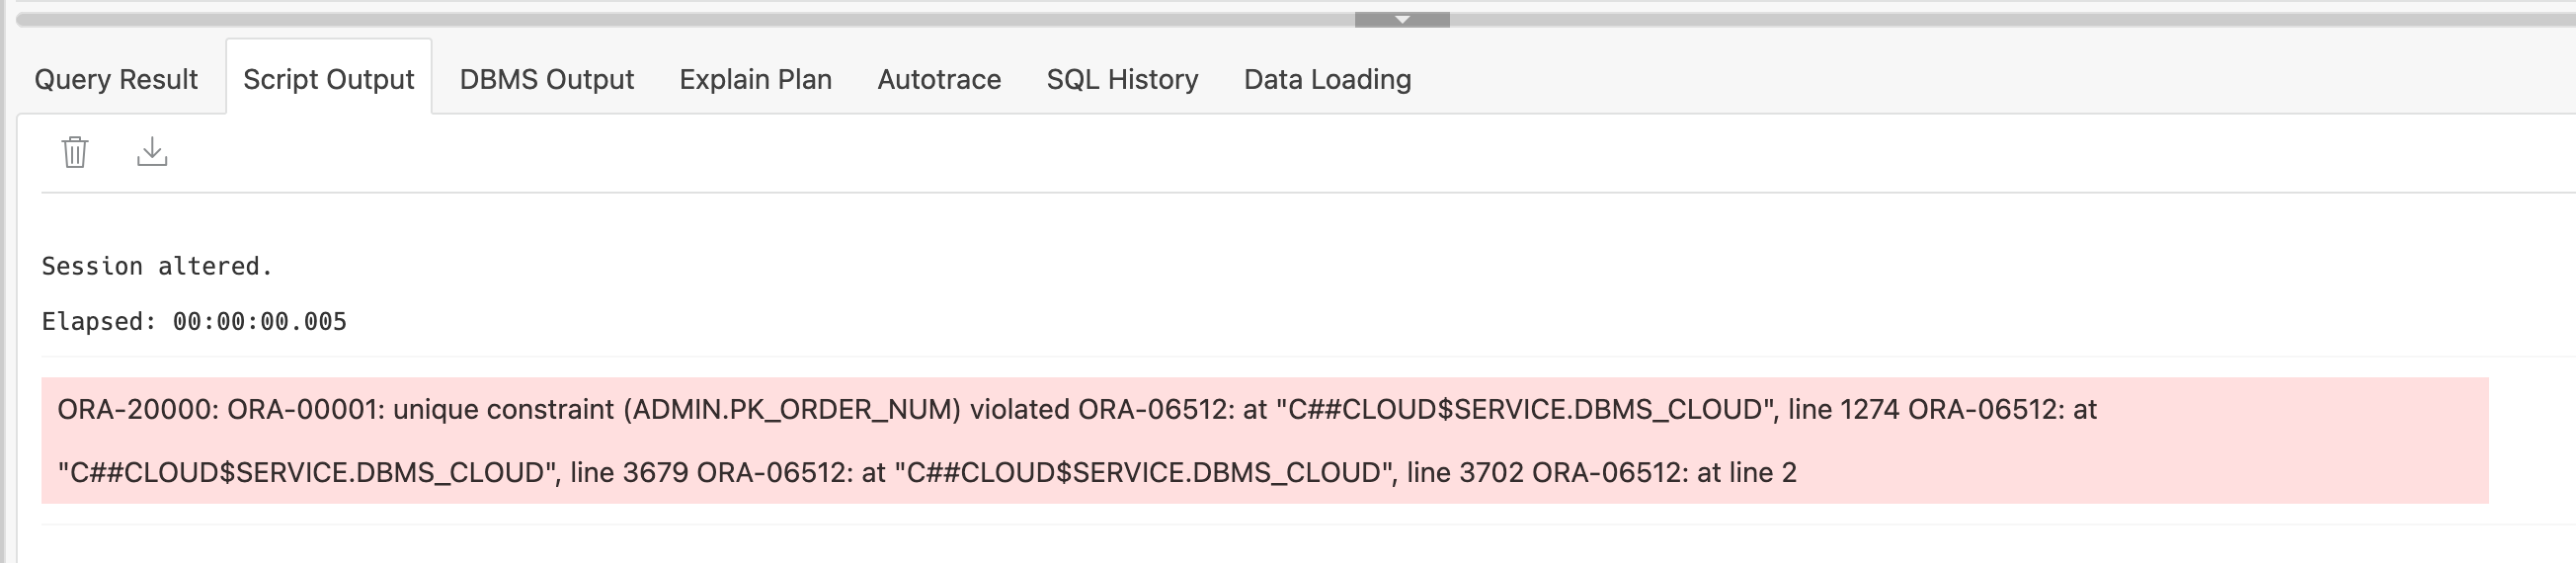 Query Result Script Output DBMS Output Explain Plan Autotrace SQL History Data Loading
Session altered.
Elapsed: 00:00:00.005
ORA-20000: ORA-00001: unique constraint (ADMIN.PK_ORDER_NUM) violated ORA-06512: at "C##CLOUD$SERVICE.DBMS_CLOUD", line 1274 ORA-06512: at
"C##CLOUD$SERVICE.DBMS_CLOUD", line 3679 ORA-06512: at "C##CLOUD$SERVICE.DBMS_CLOUD", line 3702 ORA-06512: at line 2